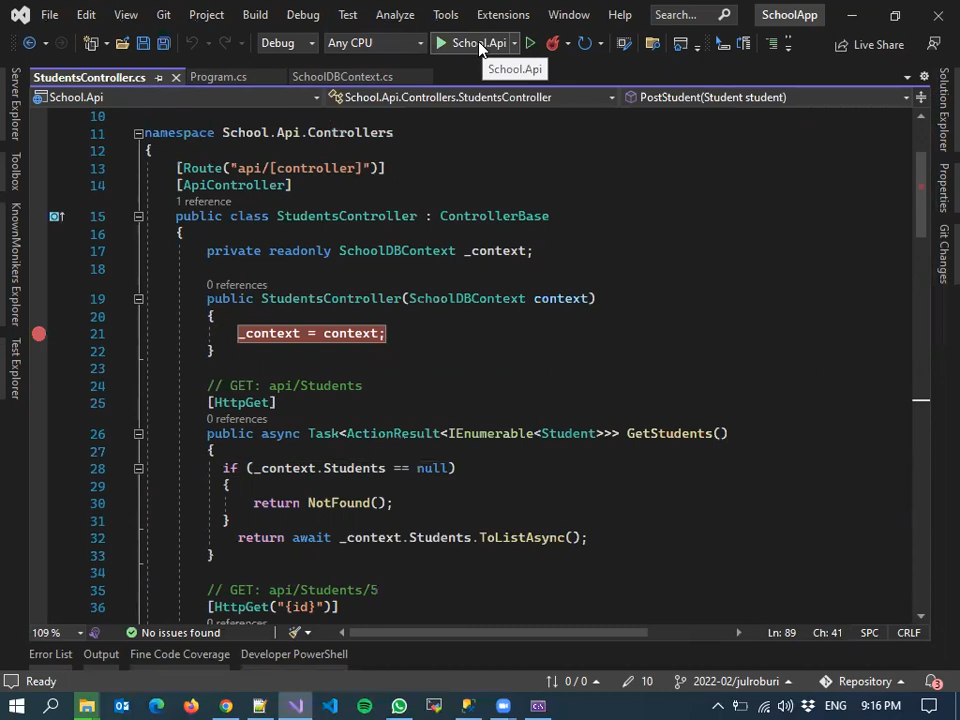 File Edit View Git Project Build Debug Test Analyze Tools Extensions Window Help Search... SchoolApp
Debug Any CPU School.Api Live Share
School.Api
StudentsController.cs Program.cs SchoolDBContext.cs
School.Api School.Api.Controllers.StudentsController PostStudent(Student student)
Server Explorer
Toolbox
KnownMonikers Explorer
Test Explorer
10
11 namespace School.Api.Controllers
12 {
13 [Route("api/[controller]")]
14 [ApiController]
1 reference
15 public class StudentsController : ControllerBase
16 {
17 private readonly SchoolDBContext _context;
18
0 references
19 public StudentsController(SchoolDBContext context)
20 {
21 _context = context;
22 }
23
24 // GET: api/Students
25 [HttpGet]
0 references
26 public async Task<ActionResult<IEnumerable<Student>>> GetStudents()
27 {
28 if (_context.Students == null)
29 {
30 return NotFound();
31 }
32 return await _context.Students.ToListAsync();
33 }
34
35 // GET: api/Students/5
36 [HttpGet("{id}")]
0 references
Solution Explorer
Properties
Git Changes
109 % No issues found Ln: 89 Ch: 41 SPC CRLF
Error List Output Fine Code Coverage Developer PowerShell
Ready 0 / 0 10 2022-02/julroburi Repository 3
9:16 PM